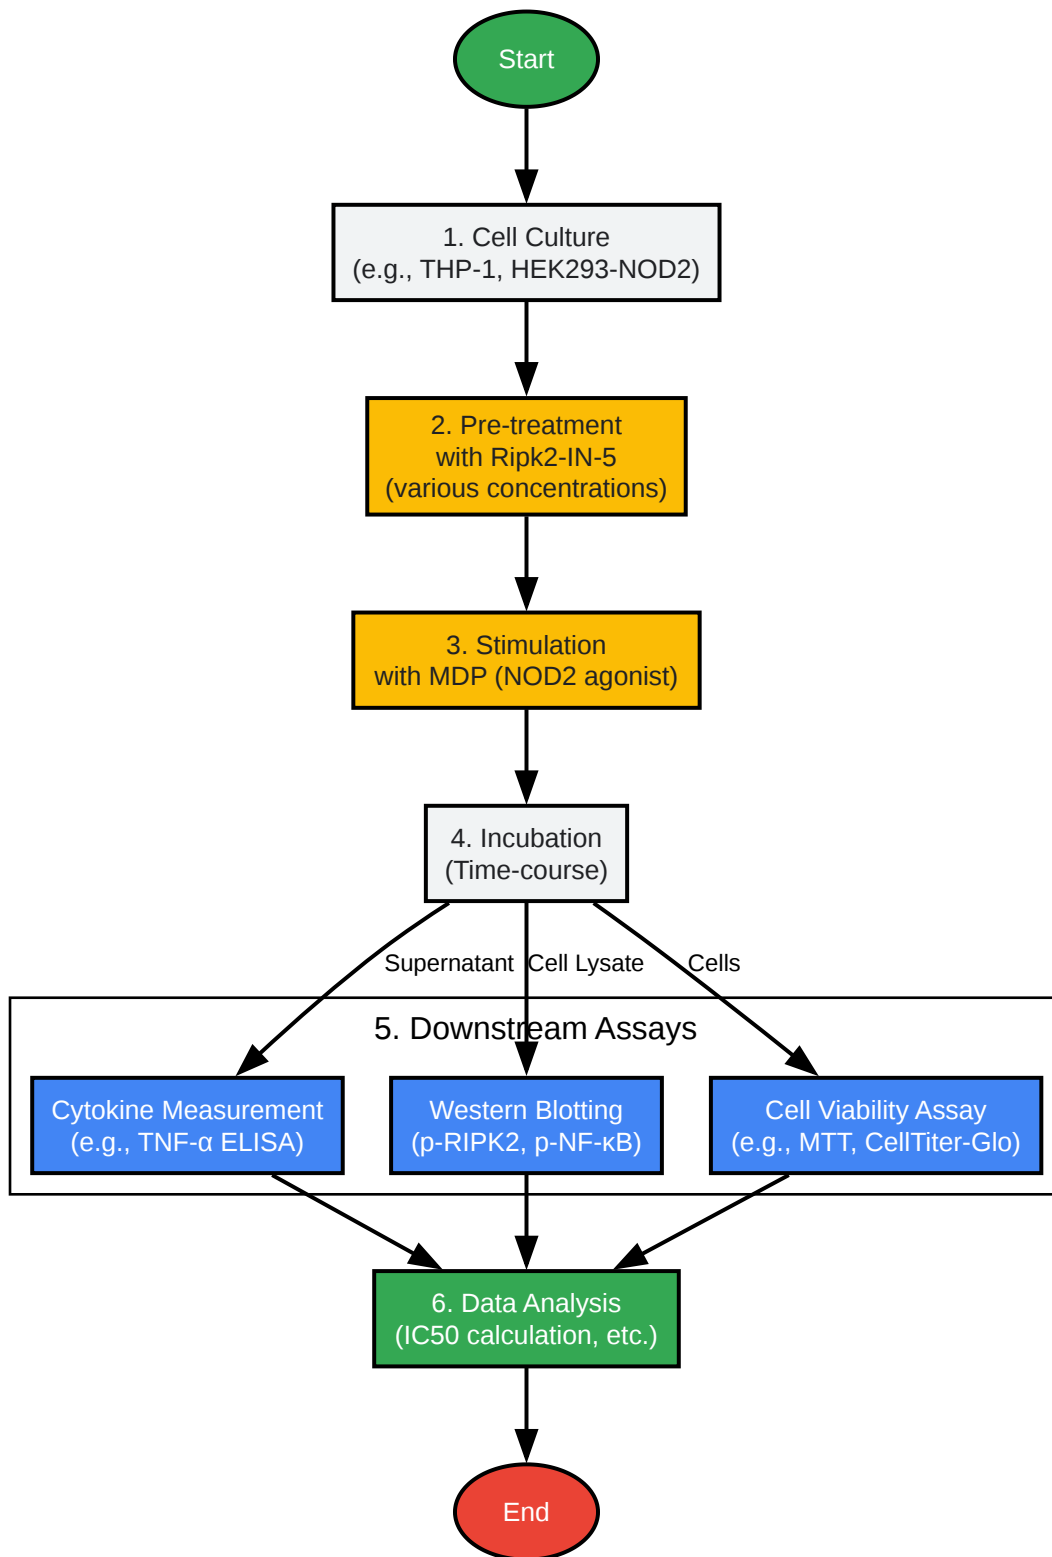 Start
1. Cell Culture
(e.g., THP-1, HEK293-NOD2)
2. Pre-treatment
with Ripk2-IN-5
(various concentrations)
3. Stimulation
with MDP (NOD2 agonist)
4. Incubation
(Time-course)
Supernatant
Cell Lysate
Cells
5. Downstream Assays
Cytokine Measurement
(e.g., TNF-α ELISA)
Western Blotting
(p-RIPK2, p-NF-κB)
Cell Viability Assay
(e.g., MTT, CellTiter-Glo)
6. Data Analysis
(IC50 calculation, etc.)
End